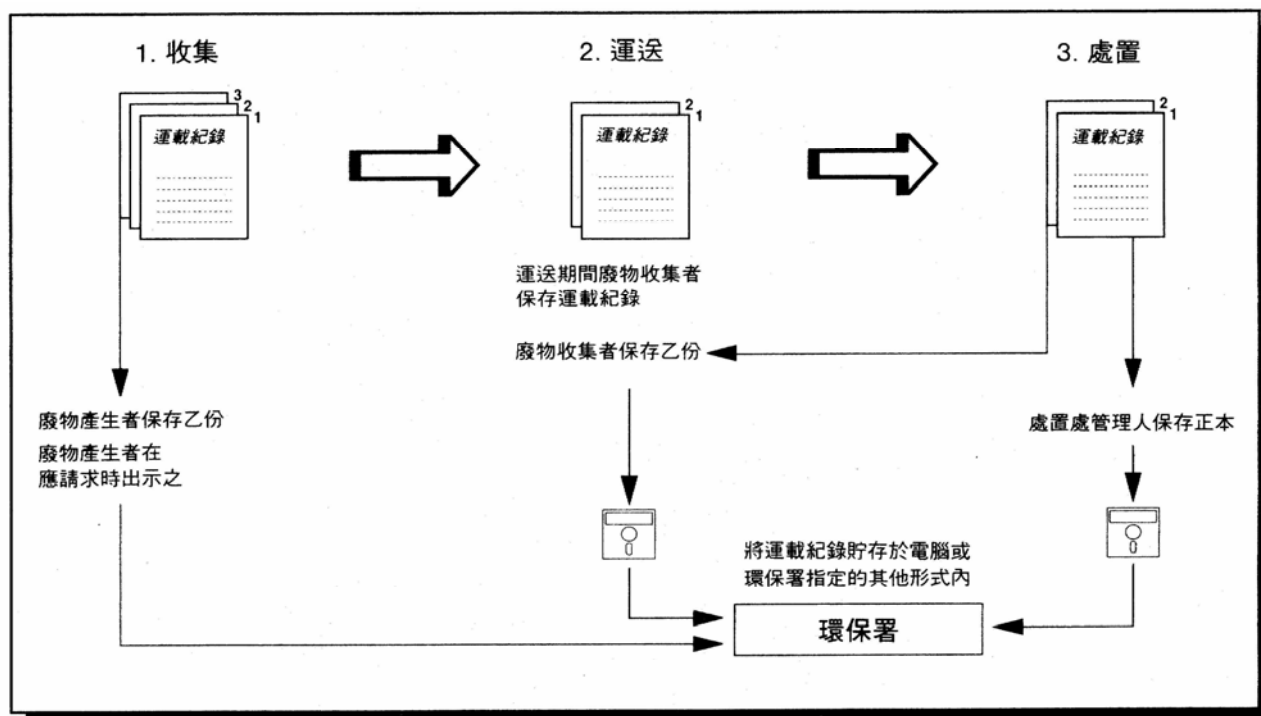 1. 收集
3
2
1
運載紀錄
2. 運送
2
1
運載紀錄
運送期間廢物收集者
保存運載紀錄
廢物收集者保存乙份
3. 處置
2
1
運載紀錄
廢物產生者保存乙份
廢物產生者在
應請求時出示之
處置處管理人保存正本
將運載紀錄貯存於電腦或
環保署指定的其他形式內
環保署